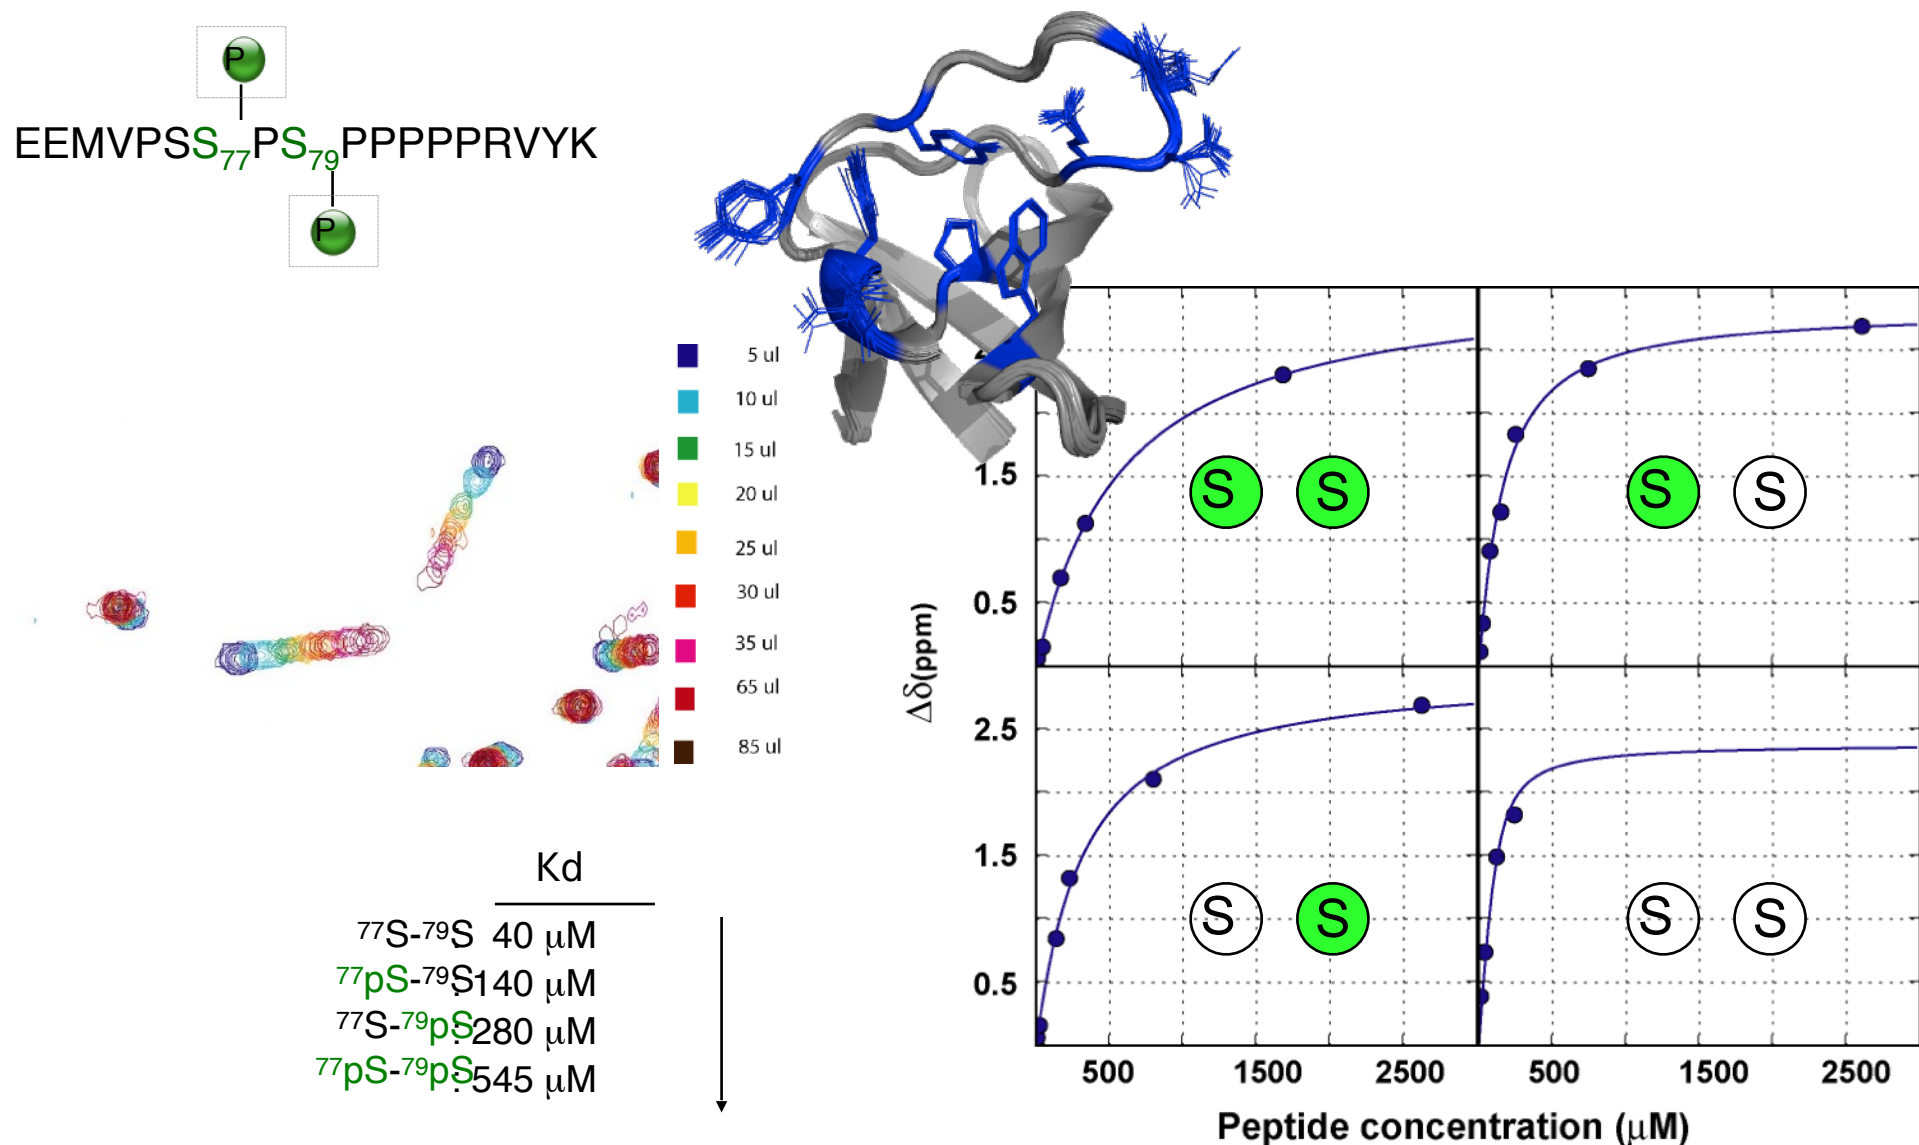 P
EEMVPSS77PS79PPPPPRVYK
P
5 ul
10 ul
15 ul
20 ul
25 ul
30 ul
35 ul
65 ul
85 ul
Kd
77S-79S: 40 μM
77pS-79S: 140 μM
77S-79pS: 280 μM
77pS-79pS: 545 μM
1.5
0.5
2.5
1.5
0.5
Δδ(ppm)
S S
S S
S S
S S
500 1500 2500 500 1500 2500
Peptide concentration (μM)